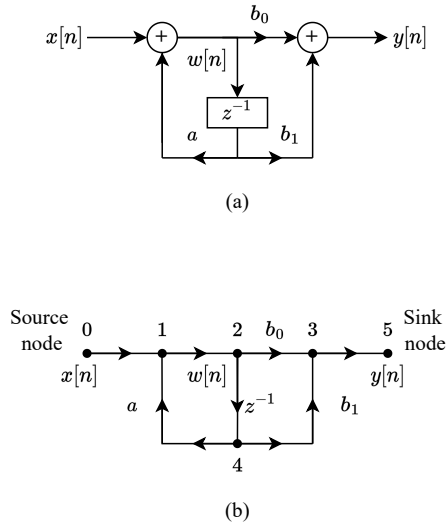 b₀
x[n] + + y[n]
w[n]
z⁻¹
a b₁
(a)
Source Sink
node 0 1 2 b₀ 3 5 node
x[n] w[n] y[n]
a z⁻¹ b₁
4
(b)